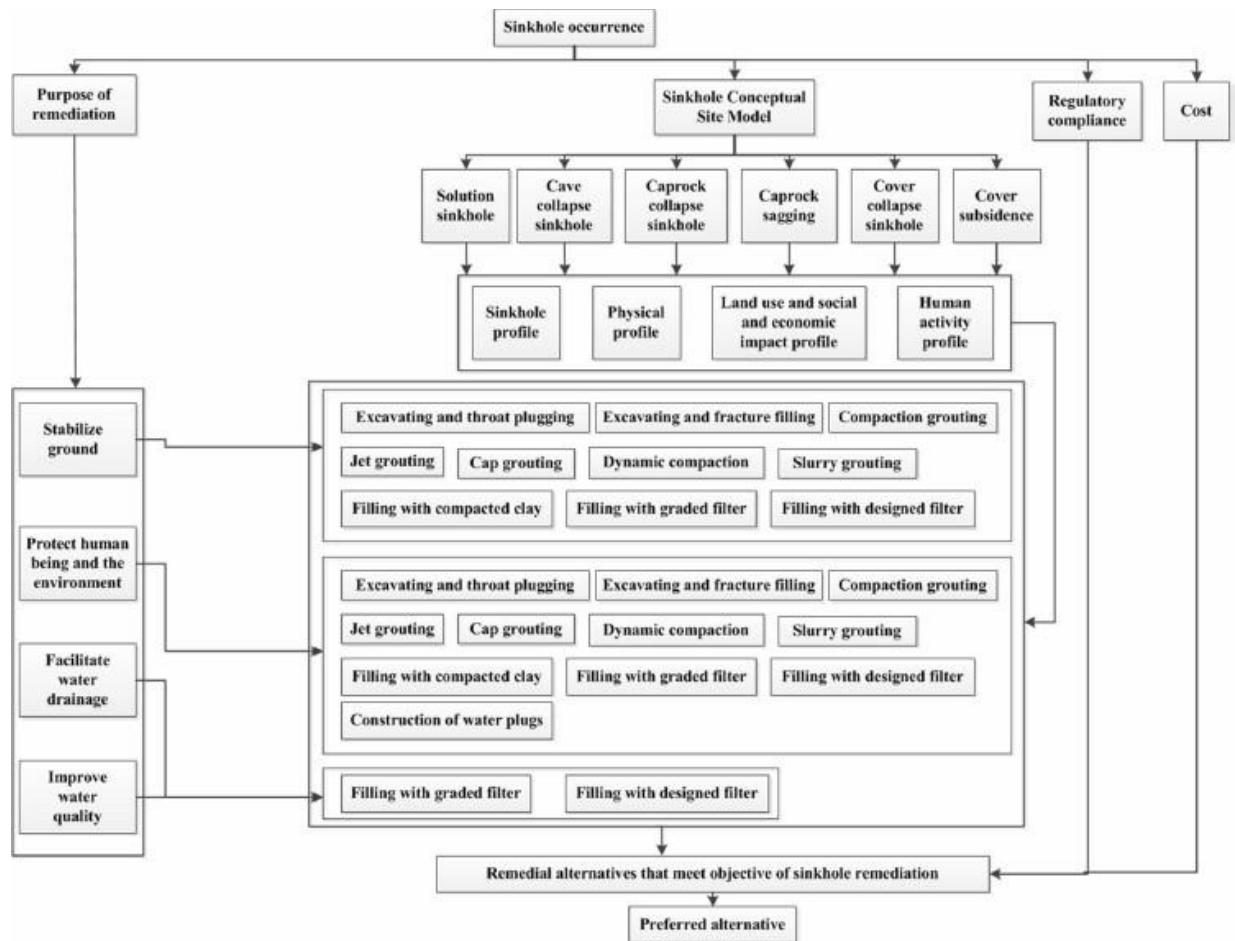 Sinkhole occurrence
Purpose of
remediation
Sinkhole Conceptual
Site Model
Regulatory
compliance
Cost
Solution
sinkhole
Cave
collapse
sinkhole
Caprock
collapse
sinkhole
Caprock
sagging
Cover
collapse
sinkhole
Cover
subsidence
Sinkhole
profile
Physical
profile
Land use and social
and economic
impact profile
Human
activity
profile
Stabilize
ground
Excavating and throat plugging
Excavating and fracture filling
Compaction grouting
Jet grouting
Cap grouting
Dynamic compaction
Slurry grouting
Filling with compacted clay
Filling with graded filter
Filling with designed filter
Protect human
being and the
environment
Excavating and throat plugging
Excavating and fracture filling
Compaction grouting
Jet grouting
Cap grouting
Dynamic compaction
Slurry grouting
Filling with compacted clay
Filling with graded filter
Filling with designed filter
Construction of water plugs
Facilitate
water
drainage
Improve
water
quality
Filling with graded filter
Filling with designed filter
Remedial alternatives that meet objective of sinkhole remediation
Preferred alternative